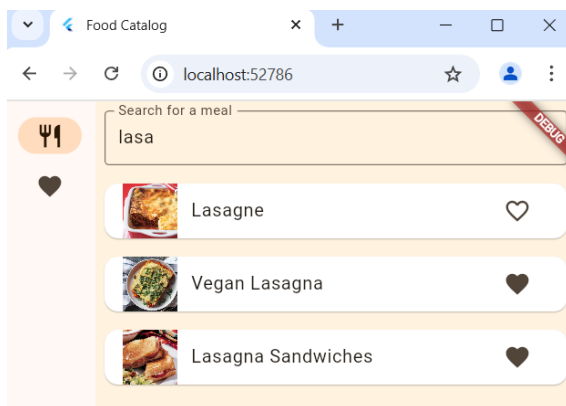 Food Catalog
localhost:52786
Search for a meal
lasa
DEBUG
Lasagne
Vegan Lasagna
Lasagna Sandwiches